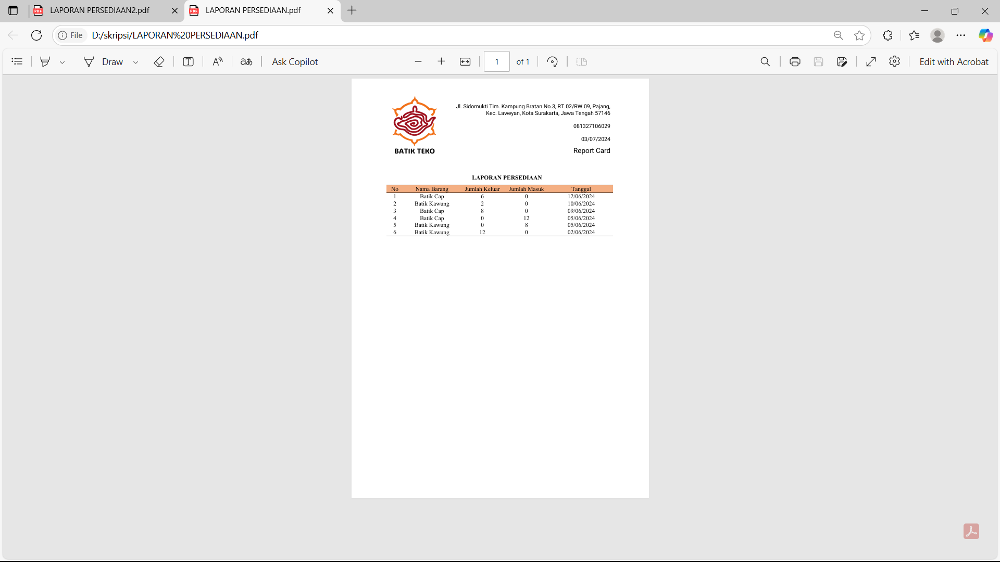 LAPORAN PERSEDIAAN2.pdf
LAPORAN PERSEDIAAN.pdf
File D:/skripsi/LAPORAN%20PERSEDIAAN.pdf
Draw
aあ
Ask Copilot
1 of 1
Edit with Acrobat
Jl. Sidomukti Tim. Kampung Bratan No.3, RT.02/RW.09, Pajang,
Kec. Laweyan, Kota Surakarta, Jawa Tengah 57146
081327106029
03/07/2024
BATIK TEKO
Report Card
LAPORAN PERSEDIAAN
No Nama Barang Jumlah Keluar Jumlah Masuk Tanggal
1 Batik Cap 6 0 12/06/2024
2 Batik Kawung 2 0 10/06/2024
3 Batik Cap 8 0 09/06/2024
4 Batik Cap 0 12 05/06/2024
5 Batik Kawung 0 8 05/06/2024
6 Batik Kawung 12 0 02/06/2024